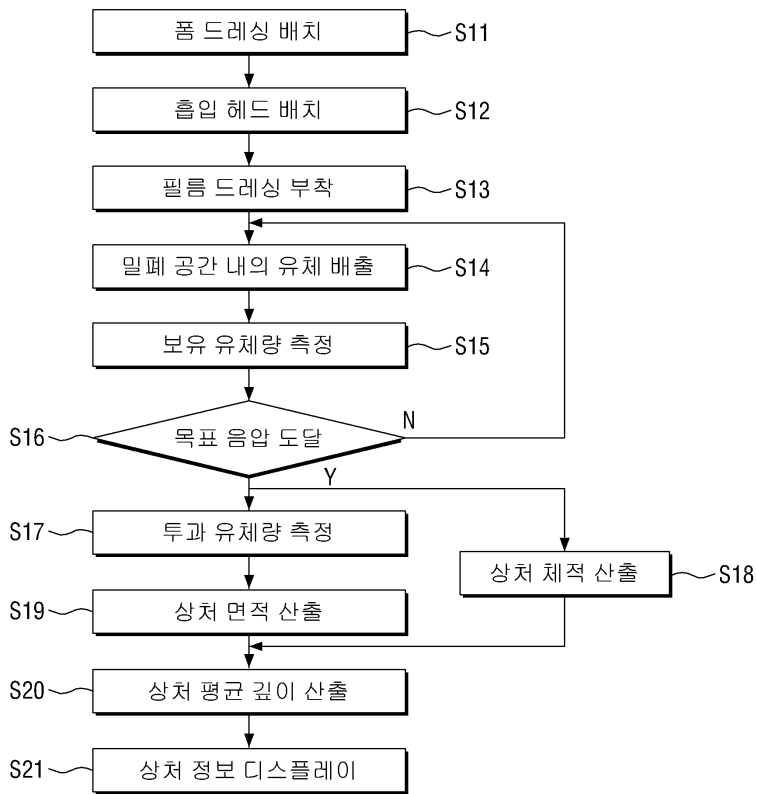 폼 드레싱 배치 S11
흡입 헤드 배치 S12
필름 드레싱 부착 S13
밀폐 공간 내의 유체 배출 S14
보유 유체량 측정 S15
S16 목표 음압 도달 N
Y
S17 투과 유체량 측정
상처 체적 산출 S18
S19 상처 면적 산출
S20 상처 평균 깊이 산출
S21 상처 정보 디스플레이